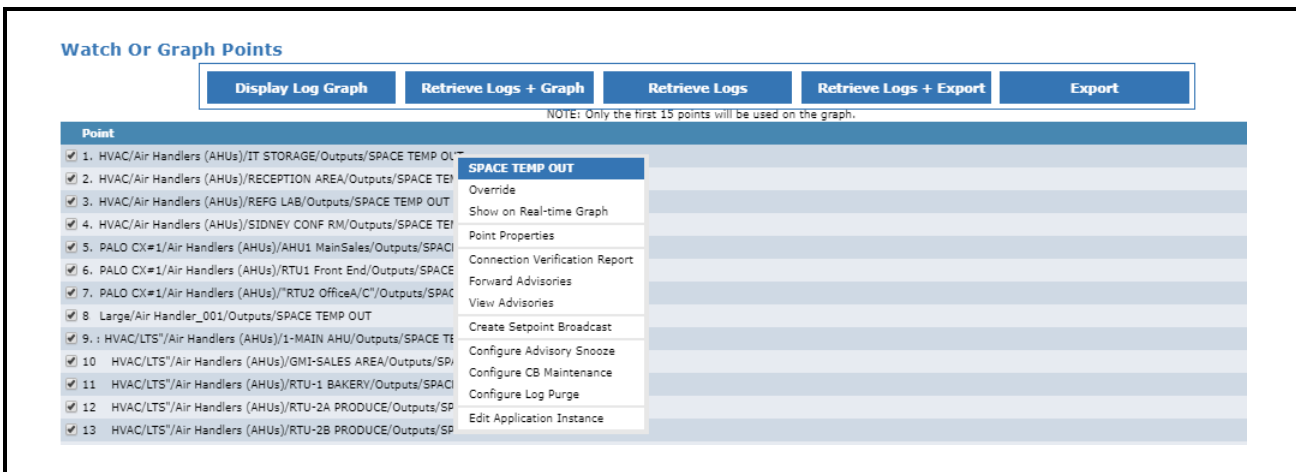 Watch Or Graph Points
Display Log Graph Retrieve Logs + Graph Retrieve Logs Retrieve Logs + Export Export
NOTE: Only the first 15 points will be used on the graph.
Point
1. HVAC/Air Handlers (AHUs)/IT STORAGE/Outputs/SPACE TEMP OUT
2. HVAC/Air Handlers (AHUs)/RECEPTION AREA/Outputs/SPACE
3. HVAC/Air Handlers (AHUs)/REFG LAB/Outputs/SPACE TEMP OUT
4. HVAC/Air Handlers (AHUs)/SIDNEY CONF RM/Outputs/SPACE
5. PALO CX#1/Air Handlers (AHUs)/AHU1 MainSales/Outputs/
6. PALO CX#1/Air Handlers (AHUs)/RTU1 Front End/Outputs/SPACE
7. PALO CX#1/Air Handlers (AHUs)/"RTU2 OfficeA/C"/Outputs/
8 Large/Air Handler_001/Outputs/SPACE TEMP OUT
9. : HVAC/LTS"/Air Handlers (AHUs)/1-MAIN AHU/Outputs/SPACE
10 HVAC/LTS"/Air Handlers (AHUs)/GMI-SALES AREA/Outputs/
11 HVAC/LTS"/Air Handlers (AHUs)/RTU-1 BAKERY/Outputs/
12 HVAC/LTS"/Air Handlers (AHUs)/RTU-2A PRODUCE/Outputs/
13 HVAC/LTS"/Air Handlers (AHUs)/RTU-2B PRODUCE/Outputs/
SPACE TEMP OUT
Override
Show on Real-time Graph
Point Properties
Connection Verification Report
Forward Advisories
View Advisories
Create Setpoint Broadcast
Configure Advisory Snooze
Configure CB Maintenance
Configure Log Purge
Edit Application Instance